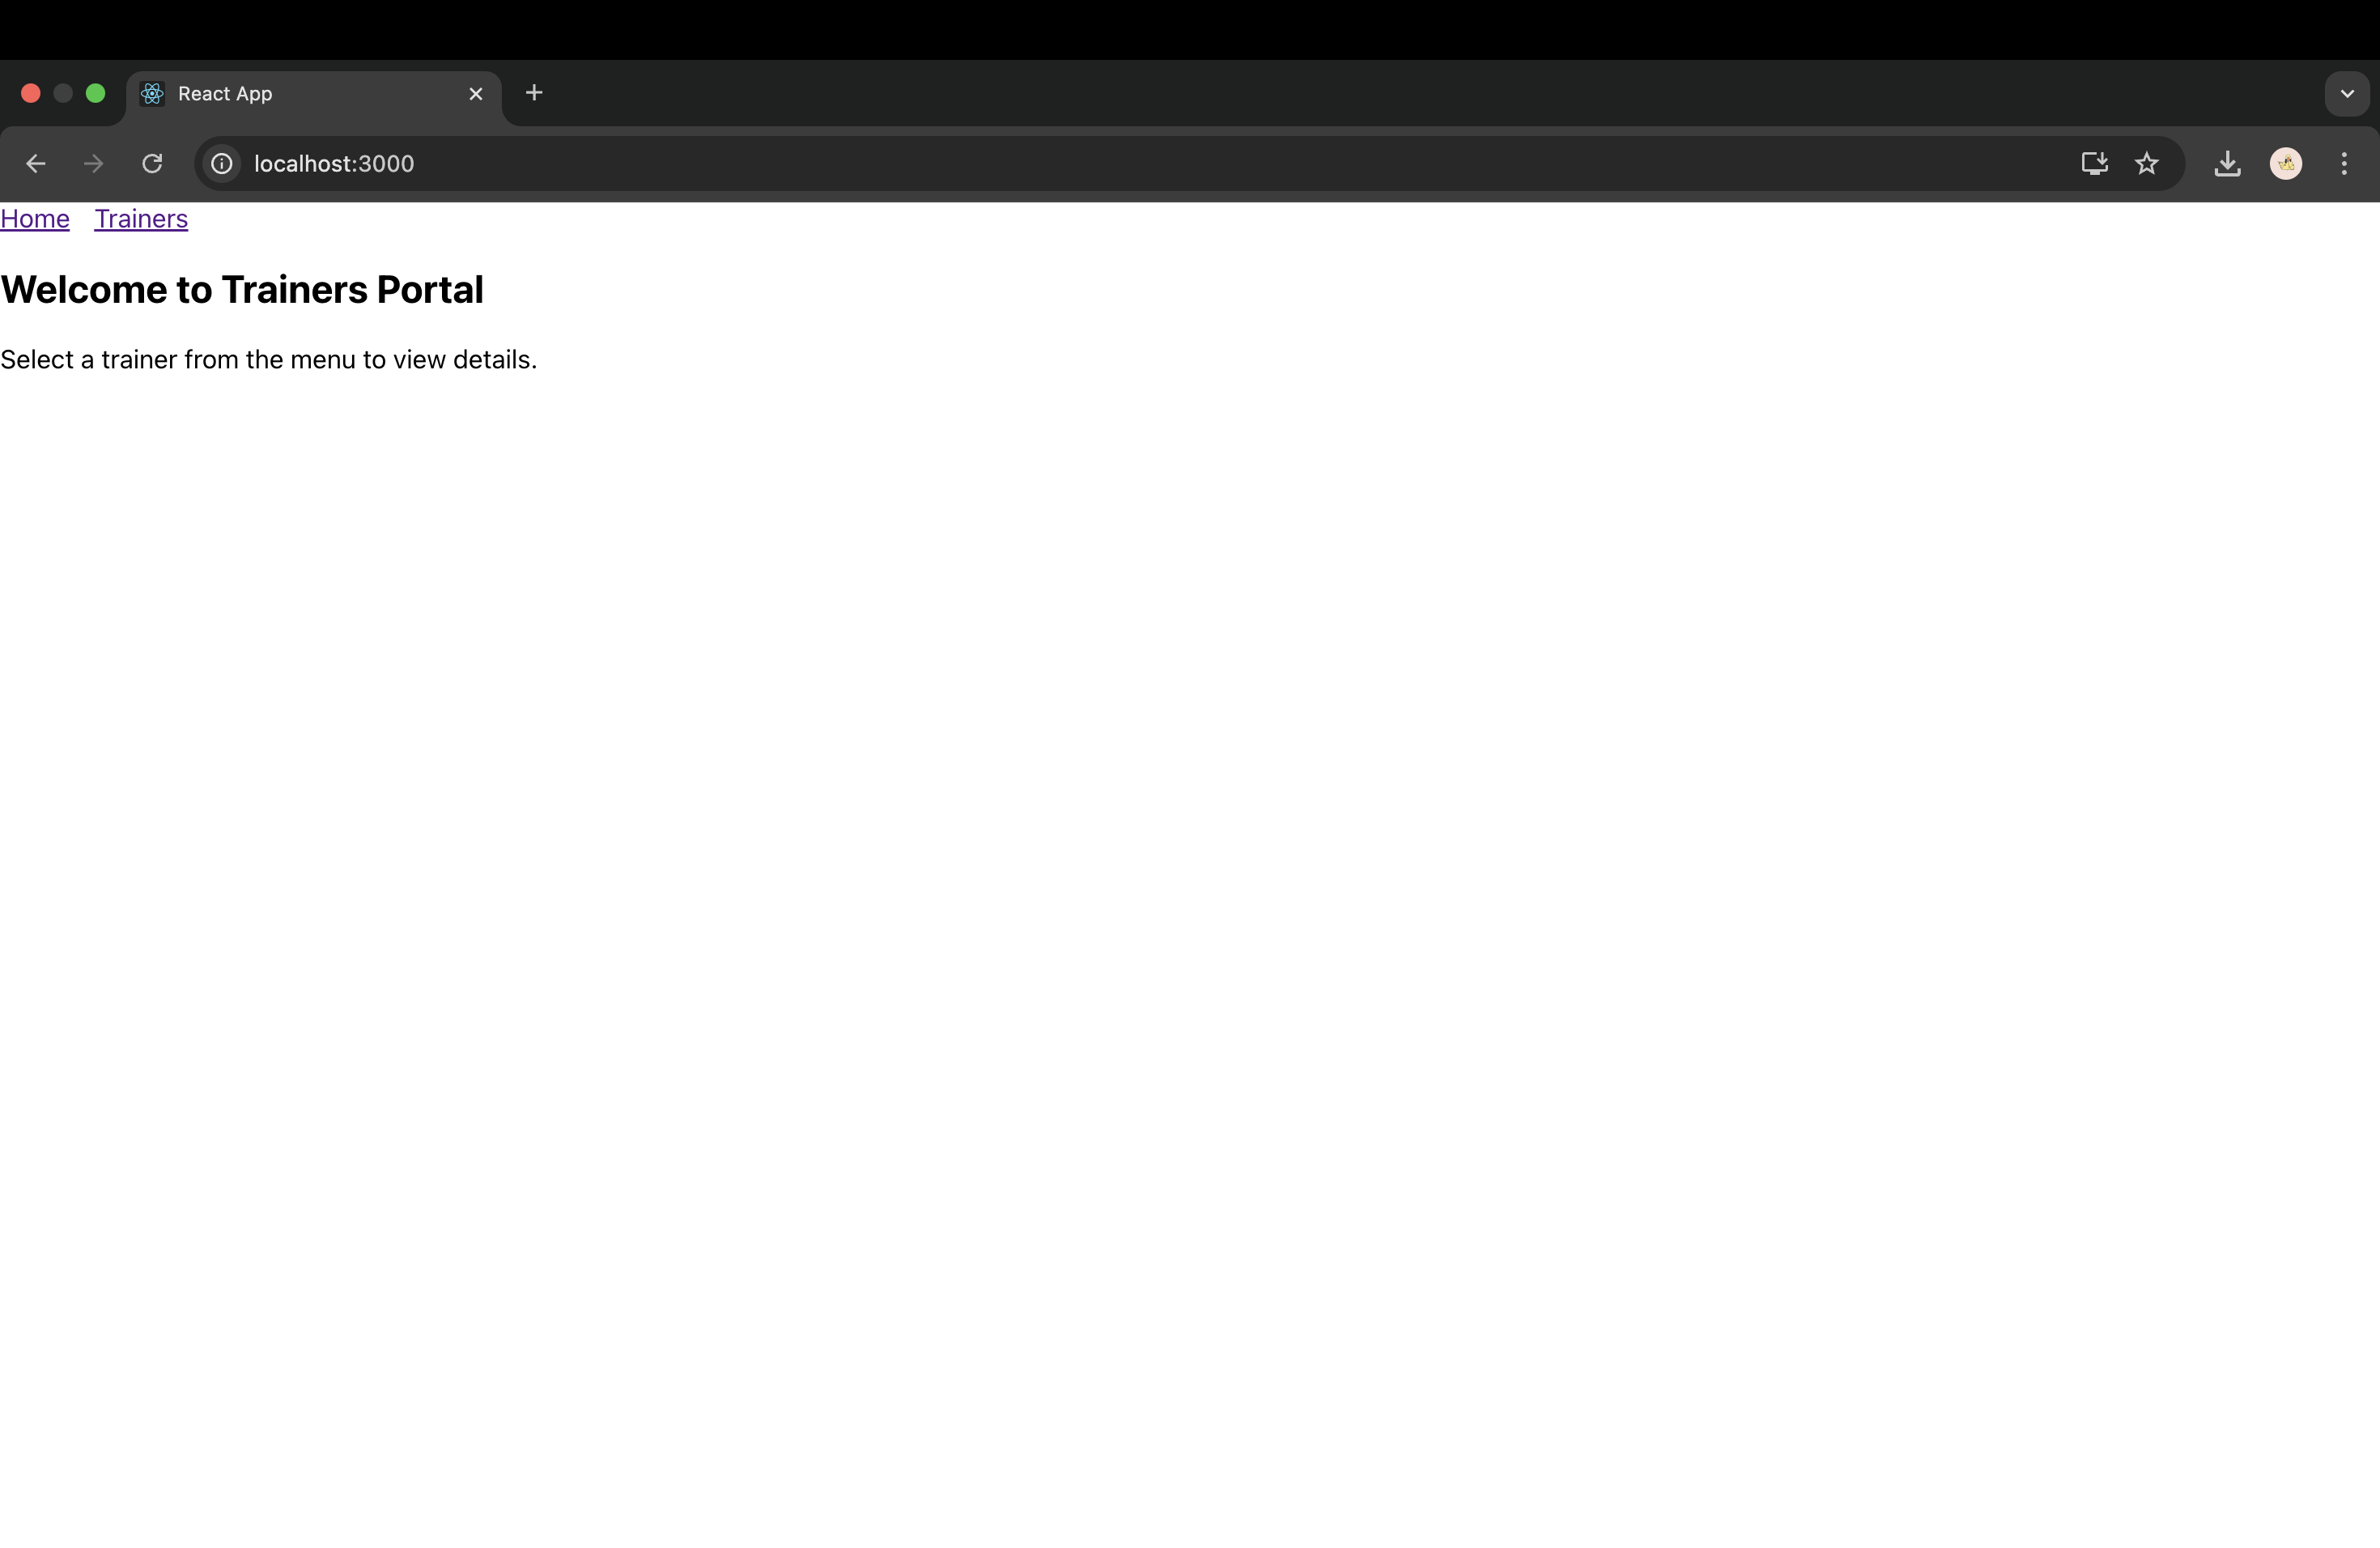 React App
localhost:3000
Home Trainers
Welcome to Trainers Portal
Select a trainer from the menu to view details.